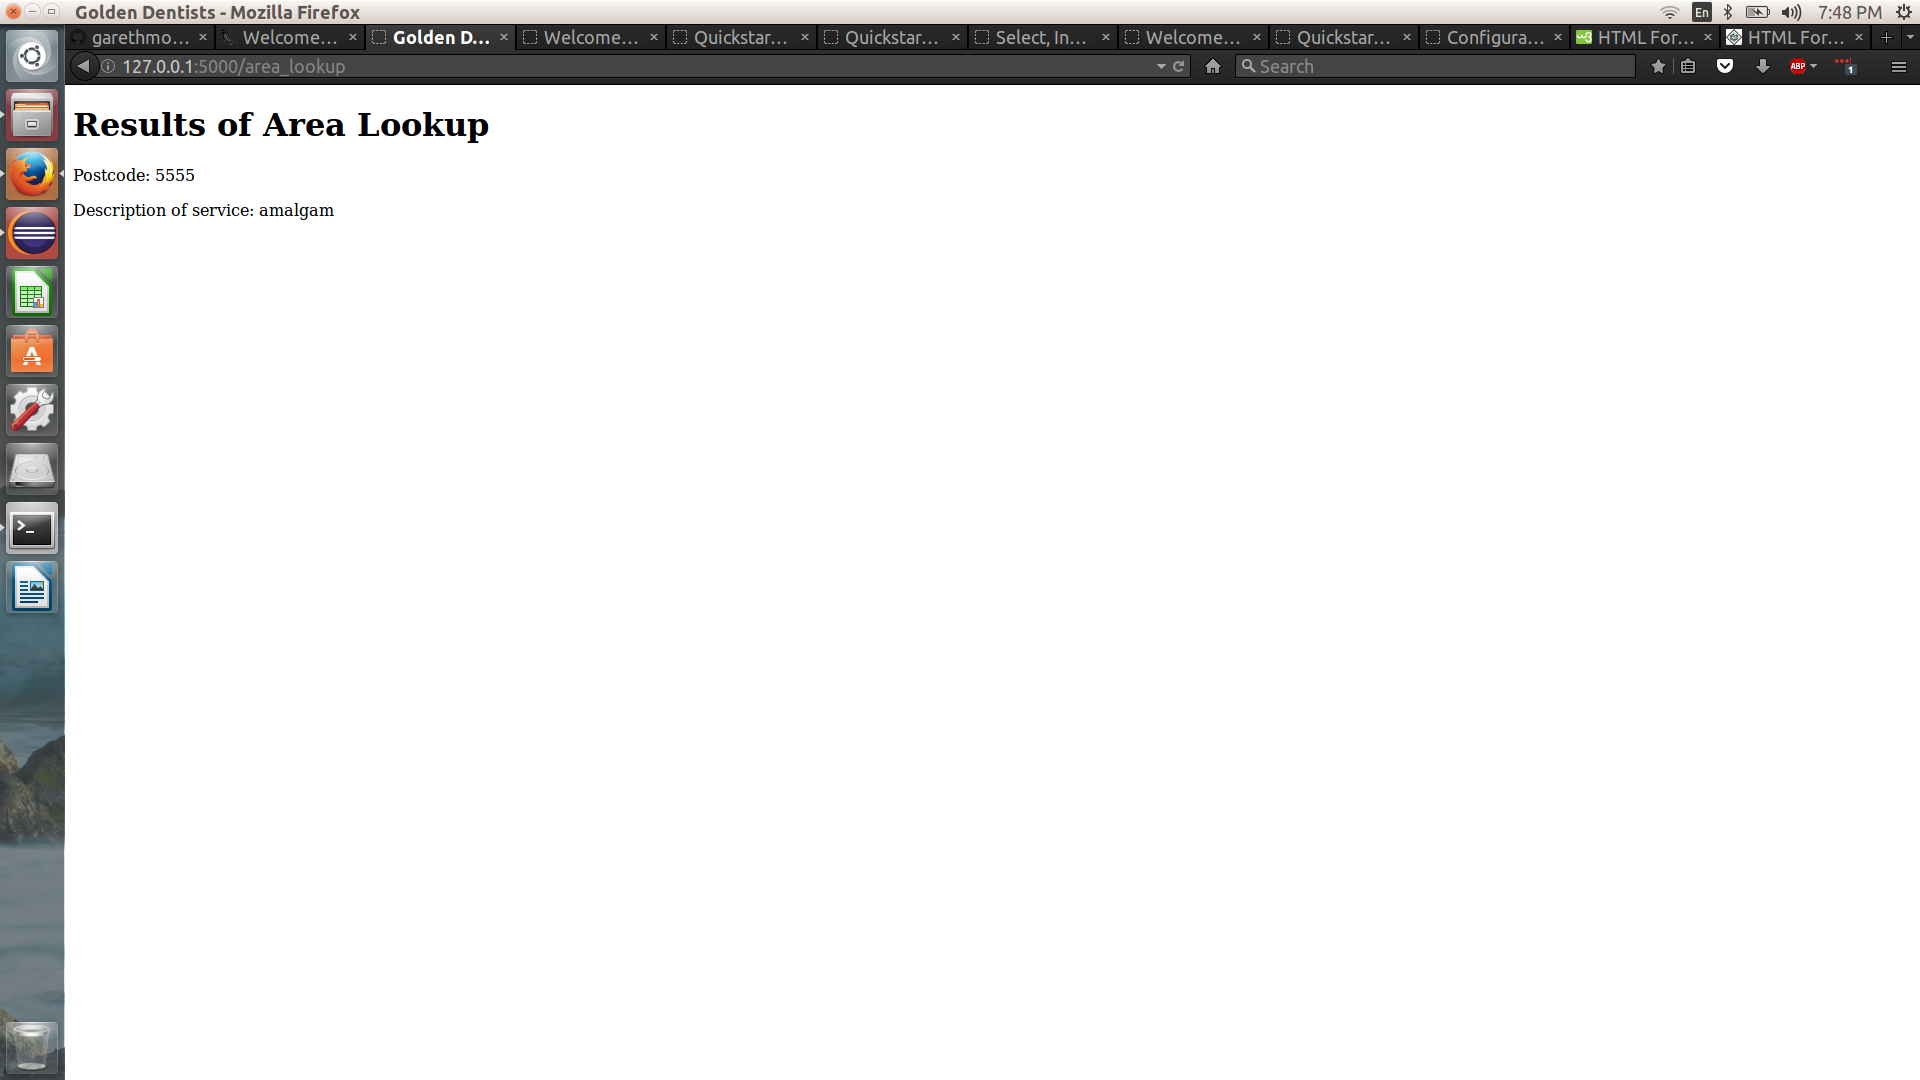 Golden Dentists - Mozilla Firefox
En
7:48 PM
garethmo...
Welcome...
Golden D...
Welcome...
Quickstar...
Quickstar...
Select, In...
Welcome...
Quickstar...
Configura...
w3
HTML For...
HTML For...
127.0.0.1:5000/area_lookup
Search
ABP
1
Results of Area Lookup
Postcode: 5555
Description of service: amalgam